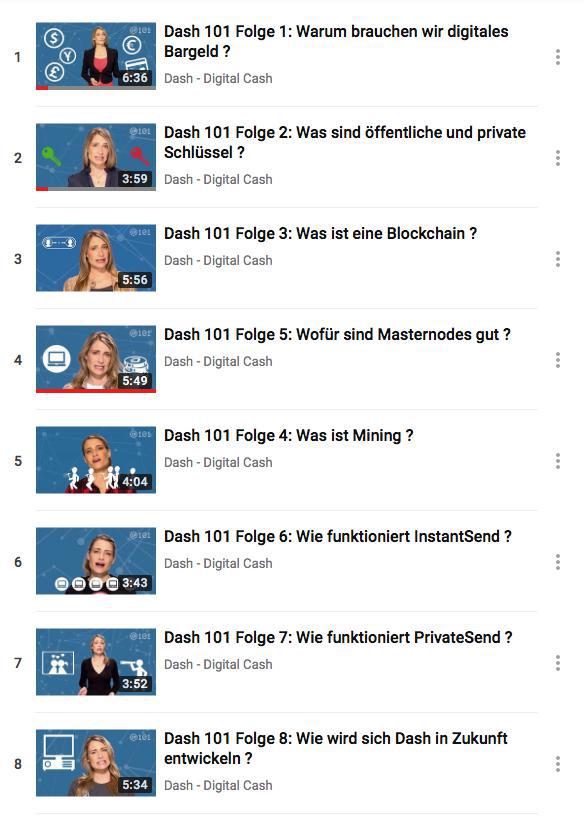 1
Dash 101 Folge 1: Warum brauchen wir digitales
Bargeld ?
Dash - Digital Cash
@101
6:36
2
Dash 101 Folge 2: Was sind öffentliche und private
Schlüssel ?
Dash - Digital Cash
@101
3:59
3
Dash 101 Folge 3: Was ist eine Blockchain ?
Dash - Digital Cash
5:56
4
Dash 101 Folge 5: Wofür sind Masternodes gut ?
Dash - Digital Cash
@101
5:49
5
Dash 101 Folge 4: Was ist Mining ?
Dash - Digital Cash
@101
4:04
6
Dash 101 Folge 6: Wie funktioniert InstantSend ?
Dash - Digital Cash
@101
3:43
7
Dash 101 Folge 7: Wie funktioniert PrivateSend ?
Dash - Digital Cash
@101
3:52
8
Dash 101 Folge 8: Wie wird sich Dash in Zukunft
entwickeln ?
Dash - Digital Cash
@101
5:34